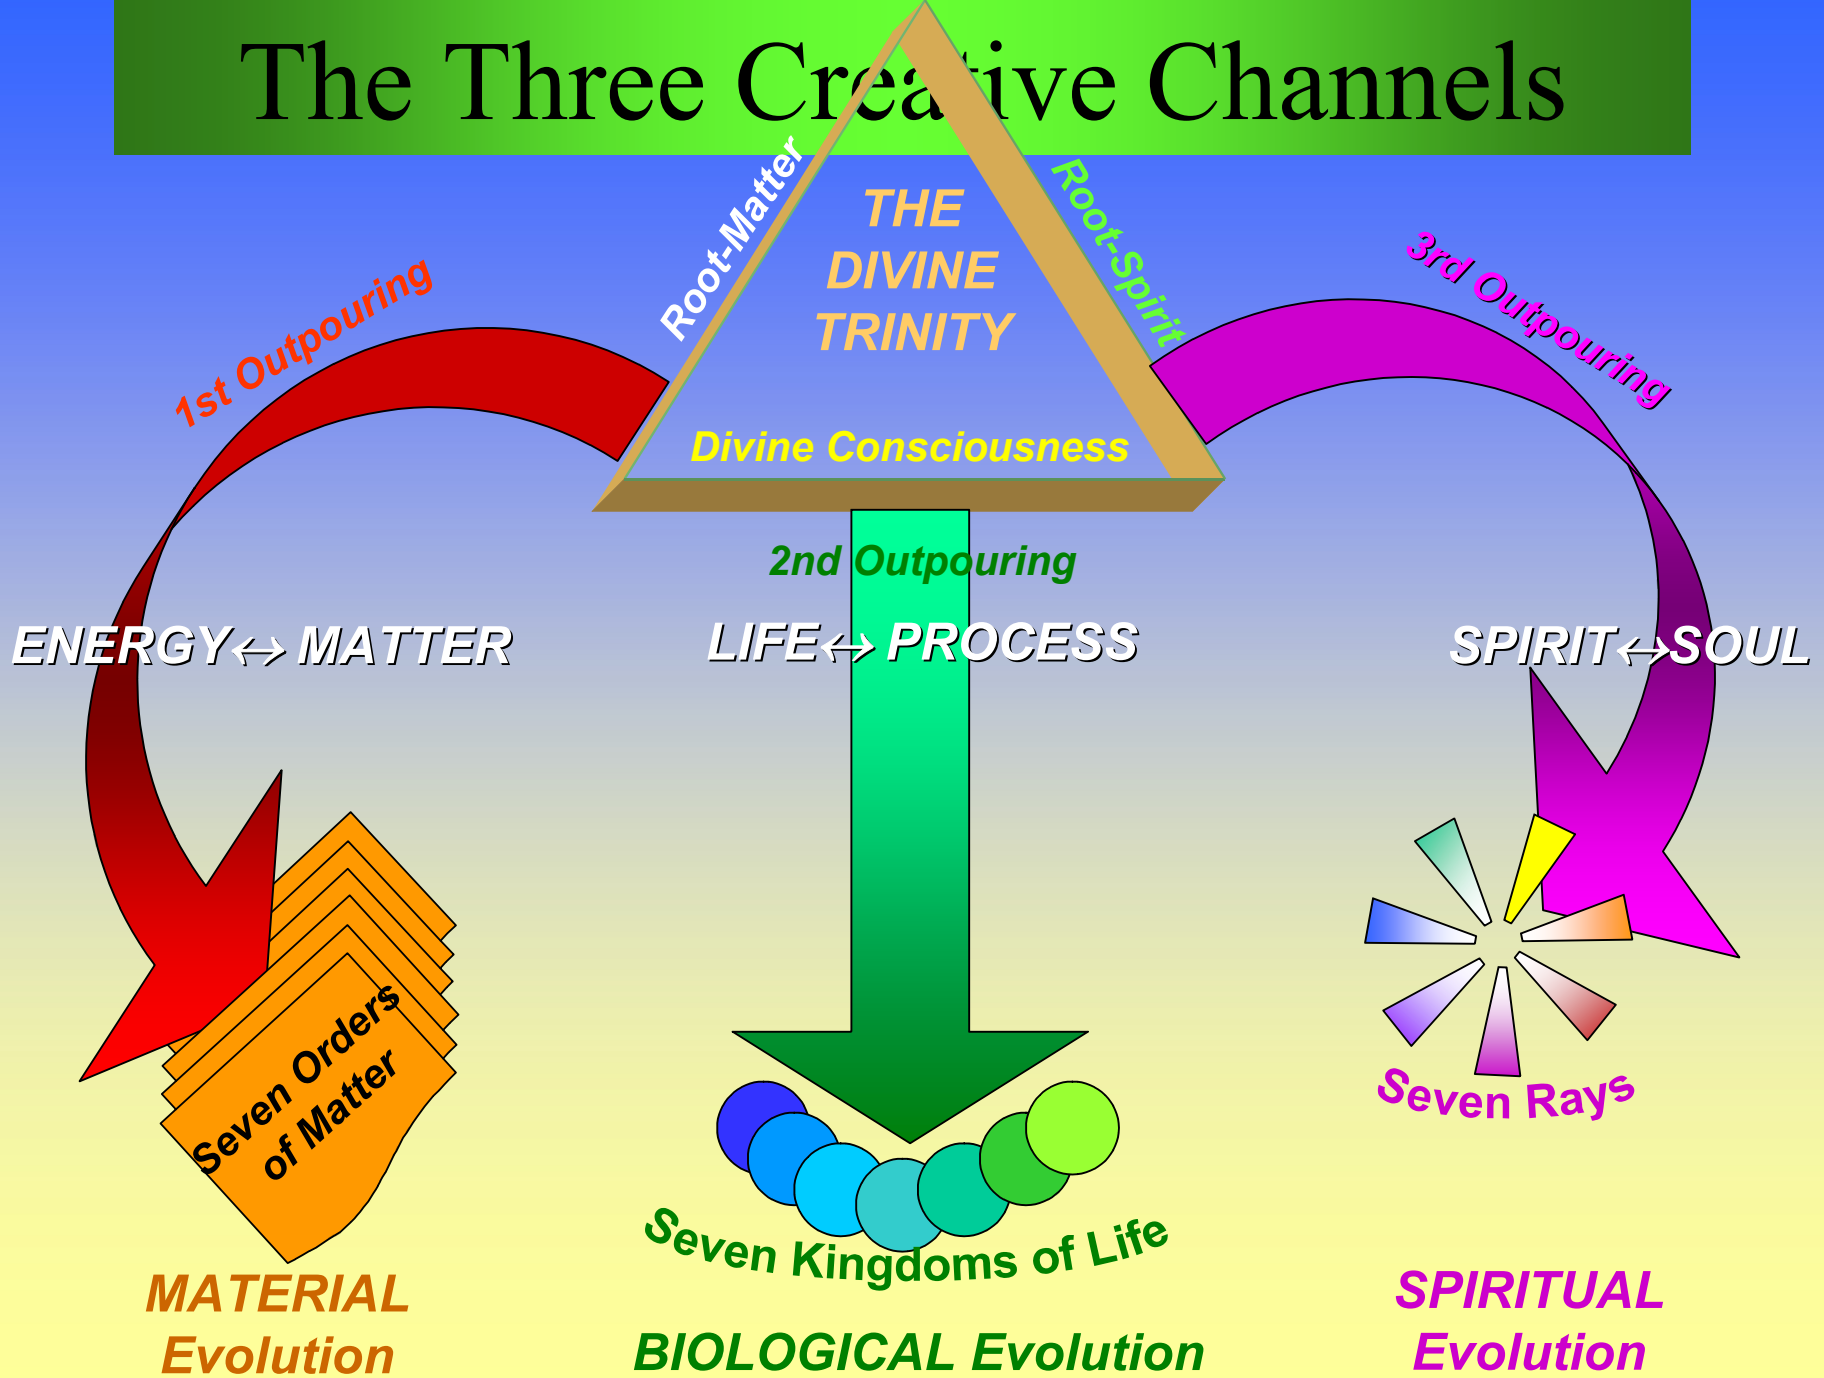 The Three Creative Channels
Root-Matter
THE
DIVINE
TRINITY
Root-Spirit
Divine Consciousness
1st Outpouring
2nd Outpouring
3rd Outpouring
ENERGY↔ MATTER
LIFE↔ PROCESS
SPIRIT↔SOUL
Seven Orders
of Matter
Seven Kingdoms of Life
Seven Rays
MATERIAL
Evolution
BIOLOGICAL Evolution
SPIRITUAL
Evolution